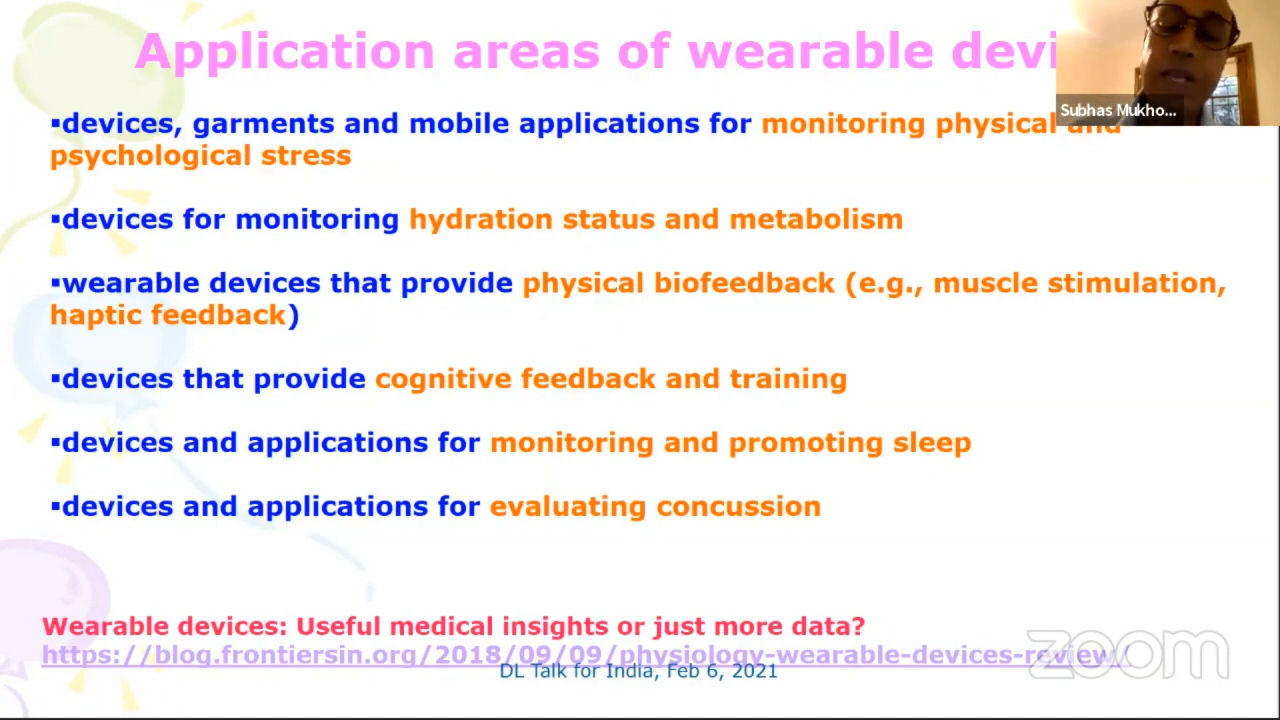 Application areas of wearable devi
Subhas Mukho...
▪devices, garments and mobile applications for monitoring physical and
psychological stress
▪devices for monitoring hydration status and metabolism
▪wearable devices that provide physical biofeedback (e.g., muscle stimulation,
haptic feedback)
▪devices that provide cognitive feedback and training
▪devices and applications for monitoring and promoting sleep
▪devices and applications for evaluating concussion
Wearable devices: Useful medical insights or just more data?
https://blog.frontiersin.org/2018/09/09/physiology-wearable-devices-review/
DL Talk for India, Feb 6, 2021
zoom